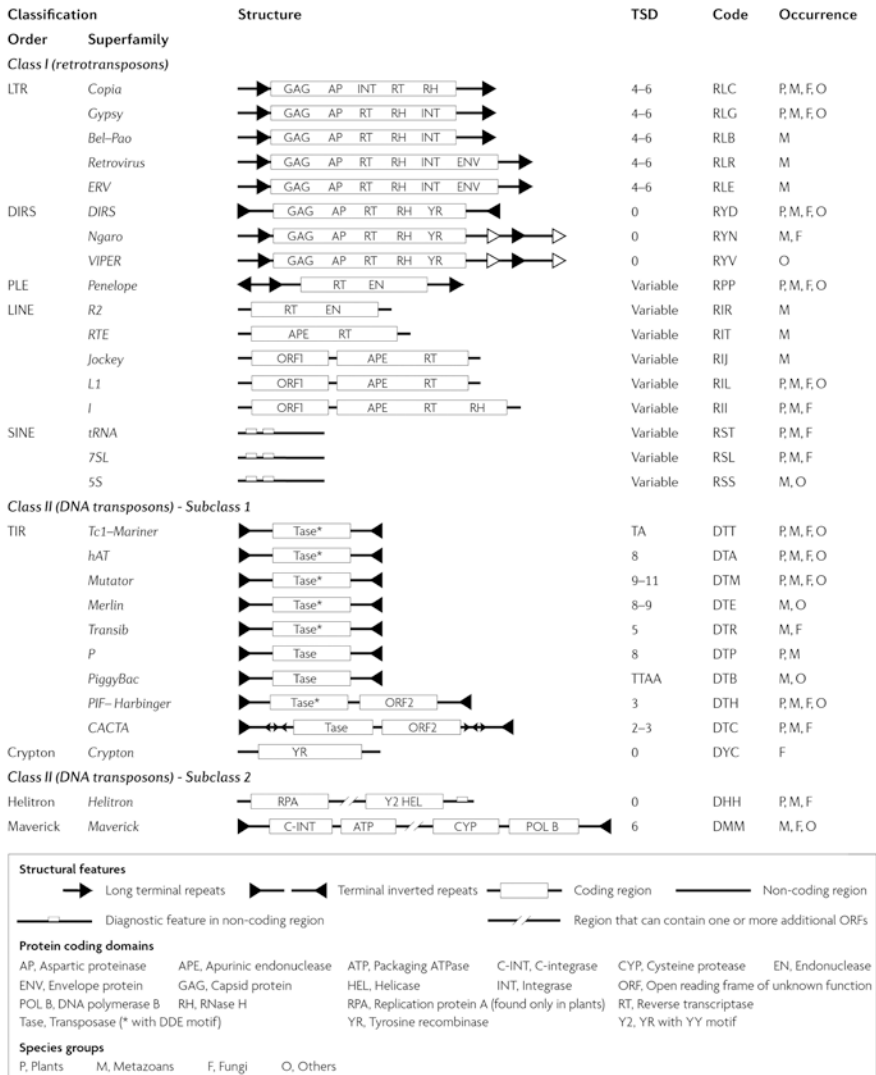 Classification Structure TSD Code Occurrence
Order Superfamily
Class I (retrotransposons)
LTR Copia GAG AP INT RT RH 4–6 RLC P, M, F, O
Gypsy GAG AP RT RH INT 4–6 RLG P, M, F, O
Bel–Pao GAG AP RT RH INT 4–6 RLB M
Retrovirus GAG AP RT RH INT ENV 4–6 RLR M
ERV GAG AP RT RH INT ENV 4–6 RLE M
DIRS DIRS GAG AP RT RH YR 0 RYD P, M, F, O
Ngaro GAG AP RT RH YR 0 RYN M, F
VIPER GAG AP RT RH YR 0 RYV O
PLE Penelope RT EN Variable RPP P, M, F, O
LINE R2 RT EN Variable RIR M
RTE APE RT Variable RIT M
Jockey ORF1 APE RT Variable RIJ M
L1 ORF1 APE RT Variable RIL P, M, F, O
I ORF1 APE RT RH Variable RII P, M, F
SINE tRNA Variable RST P, M, F
7SL Variable RSL P, M, F
5S Variable RSS M, O
Class II (DNA transposons) - Subclass 1
TIR Tc1–Mariner Tase* TA DTT P, M, F, O
hAT Tase* 8 DTA P, M, F, O
Mutator Tase* 9–11 DTM P, M, F, O
Merlin Tase* 8–9 DTE M, O
Transib Tase* 5 DTR M, F
P Tase 8 DTP P, M
PiggyBac Tase TTAA DTB M, O
PIF–Harbinger Tase* ORF2 3 DTH P, M, F, O
CACTA Tase ORF2 2–3 DTC P, M, F
Crypton Crypton YR 0 DYC F
Class II (DNA transposons) - Subclass 2
Helitron Helitron RPA Y2 HEL 0 DHH P, M, F
Maverick Maverick C-INT ATP CYP POL B 6 DMM M, F, O
Structural features
Long terminal repeats Terminal inverted repeats Coding region Non-coding region
Diagnostic feature in non-coding region Region that can contain one or more additional ORFs
Protein coding domains
AP, Aspartic proteinase APE, Apurinic endonuclease ATP, Packaging ATPase C-INT, C-integrase CYP, Cysteine protease EN, Endonuclease
ENV, Envelope protein GAG, Capsid protein HEL, Helicase INT, Integrase ORF, Open reading frame of unknown function
POL B, DNA polymerase B RH, RNase H RPA, Replication protein A (found only in plants) RT, Reverse transcriptase
Tase, Transposase (* with DDE motif) YR, Tyrosine recombinase Y2, YR with YY motif
Species groups
P, Plants M, Metazoans F, Fungi O, Others